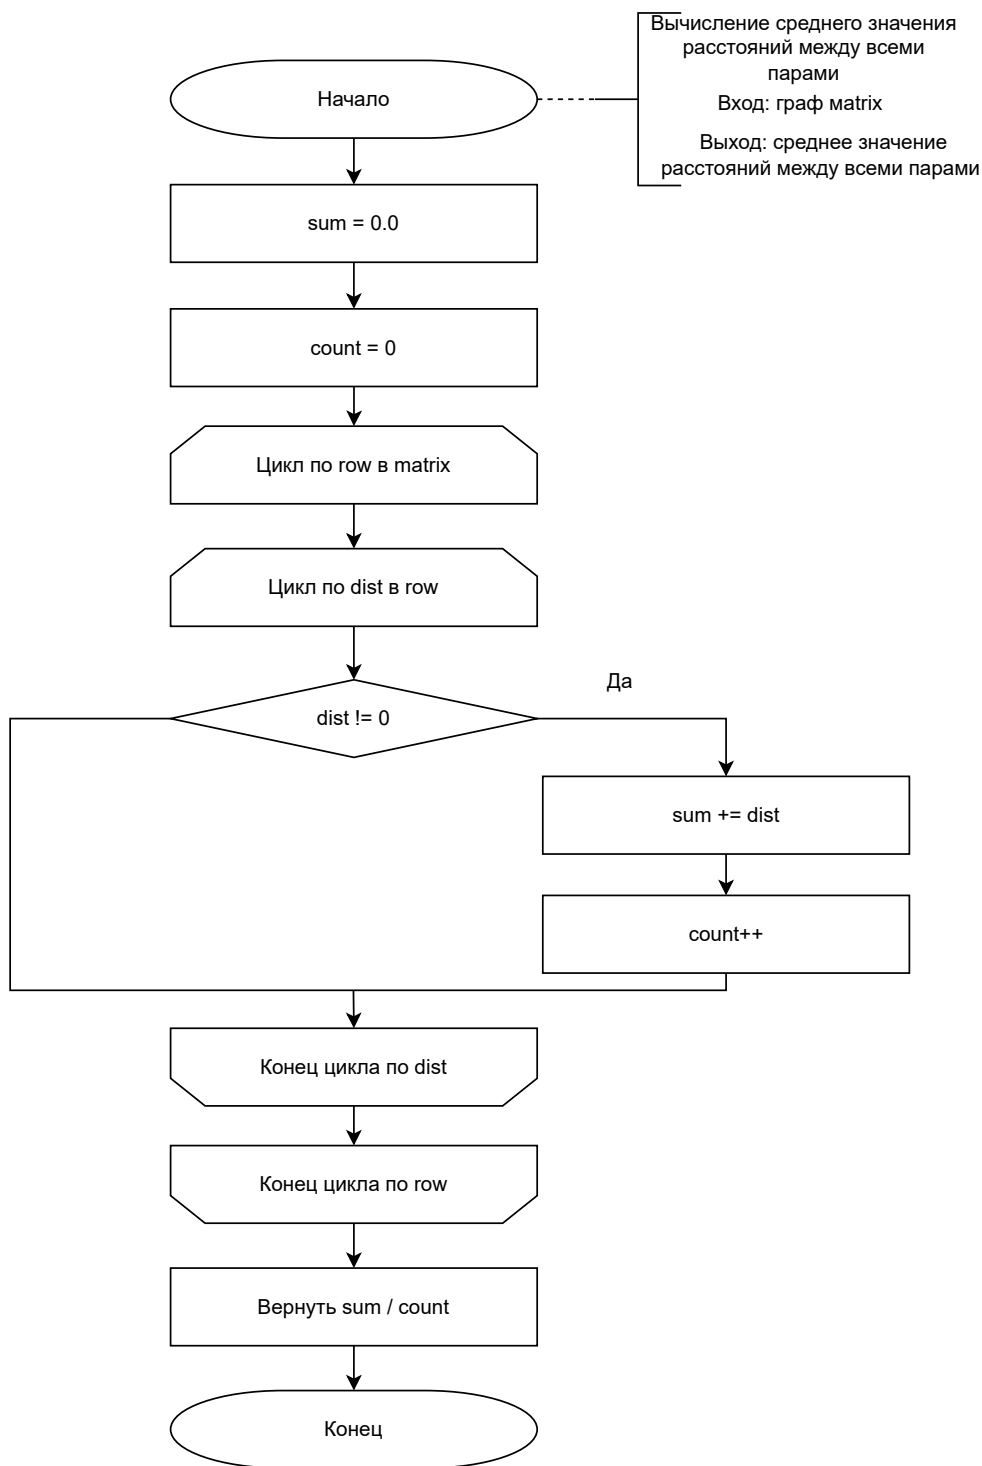 Вычисление среднего значения
расстояний между всеми
парами
Вход: граф matrix
Выход: среднее значение
расстояний между всеми парами
Начало
sum = 0.0
count = 0
Цикл по row в matrix
Цикл по dist в row
dist != 0
Да
sum += dist
count++
Конец цикла по dist
Конец цикла по row
Вернуть sum / count
Конец